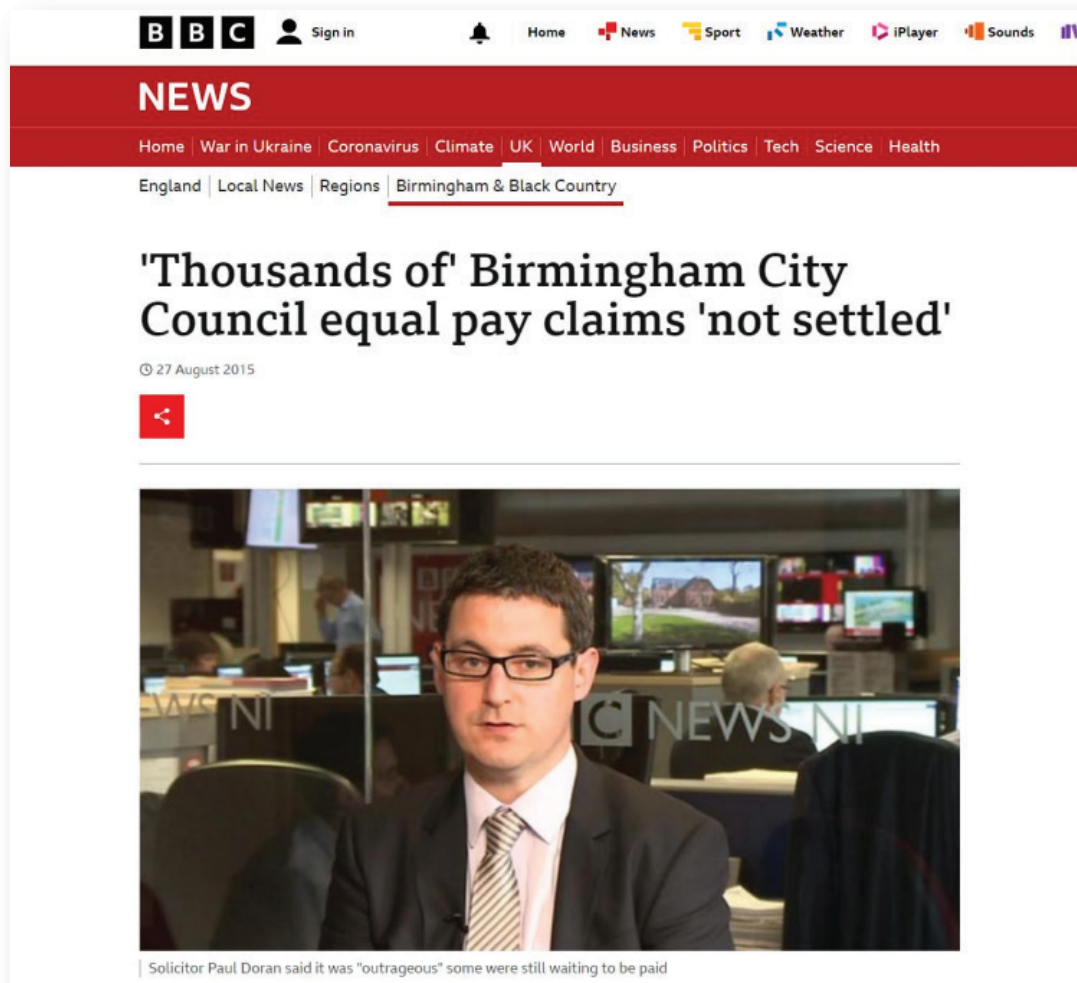 BBC Sign in Home News Sport Weather iPlayer Sounds
NEWS
Home War in Ukraine Coronavirus Climate UK World Business Politics Tech Science Health
England Local News Regions Birmingham & Black Country
'Thousands of' Birmingham City
Council equal pay claims 'not settled'
27 August 2015
WS NI C NEWS NI
Solicitor Paul Doran said it was "outrageous" some were still waiting to be paid